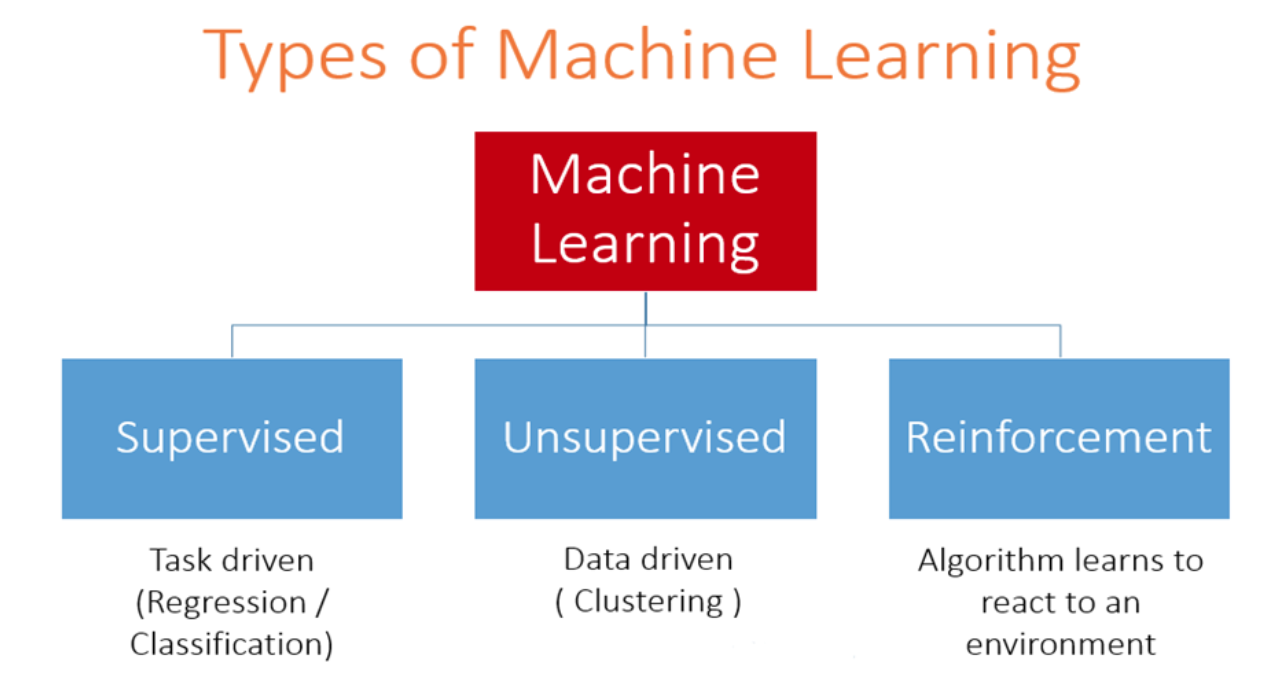 Types of Machine Learning
Machine
Learning
Supervised
Unsupervised
Reinforcement
Task driven
(Regression /
Classification)
Data driven
( Clustering )
Algorithm learns to
react to an
environment